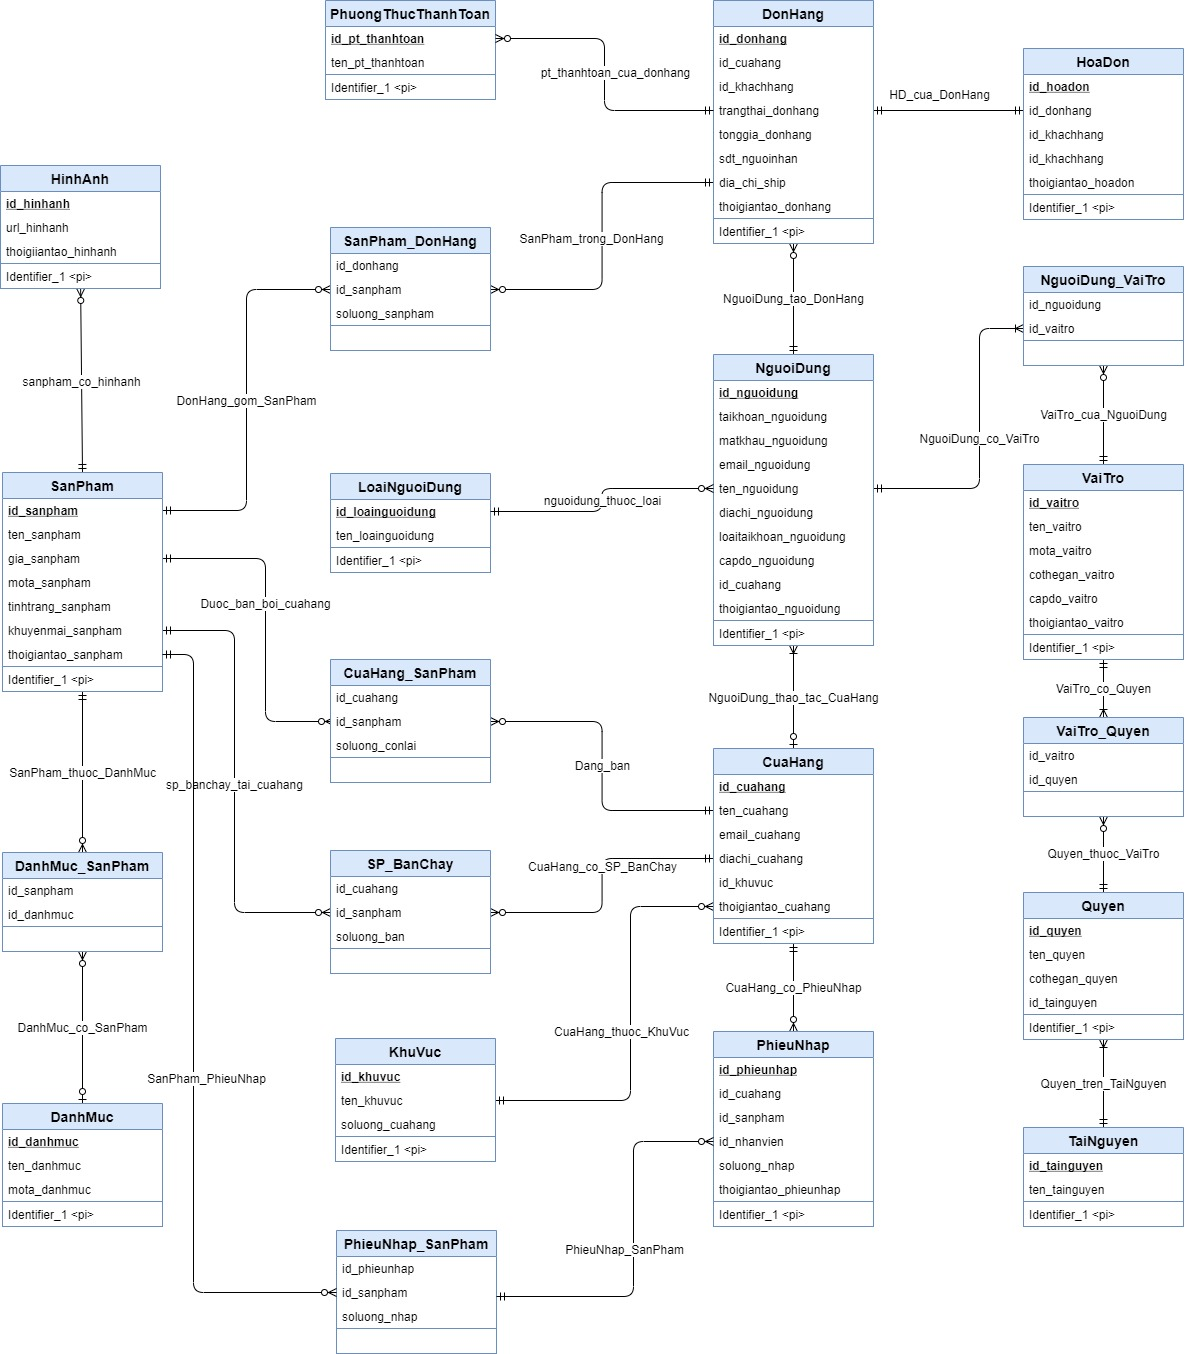 PhuongThucThanhToan
id_pt_thanhtoan
ten_pt_thanhtoan
Identifier_1 <pi>
pt_thanhtoan_cua_donhang
DonHang
id_donhang
id_cuahang
id_khachhang
trangthai_donhang
tonggia_donhang
sdt_nguoinhan
dia_chi_ship
thoigiantao_donhang
Identifier_1 <pi>
HD_cua_DonHang
HoaDon
id_hoadon
id_donhang
id_khachhang
id_khachhang
thoigiantao_hoadon
Identifier_1 <pi>
HinhAnh
id_hinhanh
url_hinhanh
thoigiiantao_hinhanh
Identifier_1 <pi>
sanpham_co_hinhanh
SanPham_DonHang
id_donhang
id_sanpham
soluong_sanpham
SanPham_trong_DonHang
DonHang_gom_SanPham
NguoiDung_tao_DonHang
NguoiDung_VaiTro
id_nguoidung
id_vaitro
VaiTro_cua_NguoiDung
NguoiDung_co_VaiTro
NguoiDung
id_nguoidung
taikhoan_nguoidung
matkhau_nguoidung
email_nguoidung
ten_nguoidung
diachi_nguoidung
loaitaikhoan_nguoidung
capdo_nguoidung
id_cuahang
thoigiantao_nguoidung
Identifier_1 <pi>
LoaiNguoiDung
id_loainguoidung
ten_loainguoidung
Identifier_1 <pi>
nguoidung_thuoc_loai
SanPham
id_sanpham
ten_sanpham
gia_sanpham
mota_sanpham
tinhtrang_sanpham
khuyenmai_sanpham
thoigiantao_sanpham
Identifier_1 <pi>
Duoc_ban_boi_cuahang
VaiTro
id_vaitro
ten_vaitro
mota_vaitro
cothegan_vaitro
capdo_vaitro
thoigiantao_vaitro
Identifier_1 <pi>
VaiTro_co_Quyen
CuaHang_SanPham
id_cuahang
id_sanpham
soluong_conlai
Dang_ban
NguoiDung_thao_tac_CuaHang
CuaHang
id_cuahang
ten_cuahang
email_cuahang
diachi_cuahang
id_khuvuc
thoigiantao_cuahang
Identifier_1 <pi>
VaiTro_Quyen
id_vaitro
id_quyen
Quyen_thuoc_VaiTro
SanPham_thuoc_DanhMuc
sp_banchay_tai_cuahang
DanhMuc_SanPham
id_sanpham
id_danhmuc
SP_BanChay
id_cuahang
id_sanpham
soluong_ban
CuaHang_co_SP_BanChay
Quyen
id_quyen
ten_quyen
cothegan_quyen
id_tainguyen
Identifier_1 <pi>
CuaHang_co_PhieuNhap
DanhMuc_co_SanPham
CuaHang_thuoc_KhuVuc
KhuVuc
id_khuvuc
ten_khuvuc
soluong_cuahang
Identifier_1 <pi>
PhieuNhap
id_phieunhap
id_cuahang
id_sanpham
id_nhanvien
soluong_nhap
thoigiantao_phieunhap
Identifier_1 <pi>
Quyen_tren_TaiNguyen
SanPham_PhieuNhap
DanhMuc
id_danhmuc
ten_danhmuc
mota_danhmuc
Identifier_1 <pi>
TaiNguyen
id_tainguyen
ten_tainguyen
Identifier_1 <pi>
PhieuNhap_SanPham
id_phieunhap
id_sanpham
soluong_nhap
PhieuNhap_SanPham